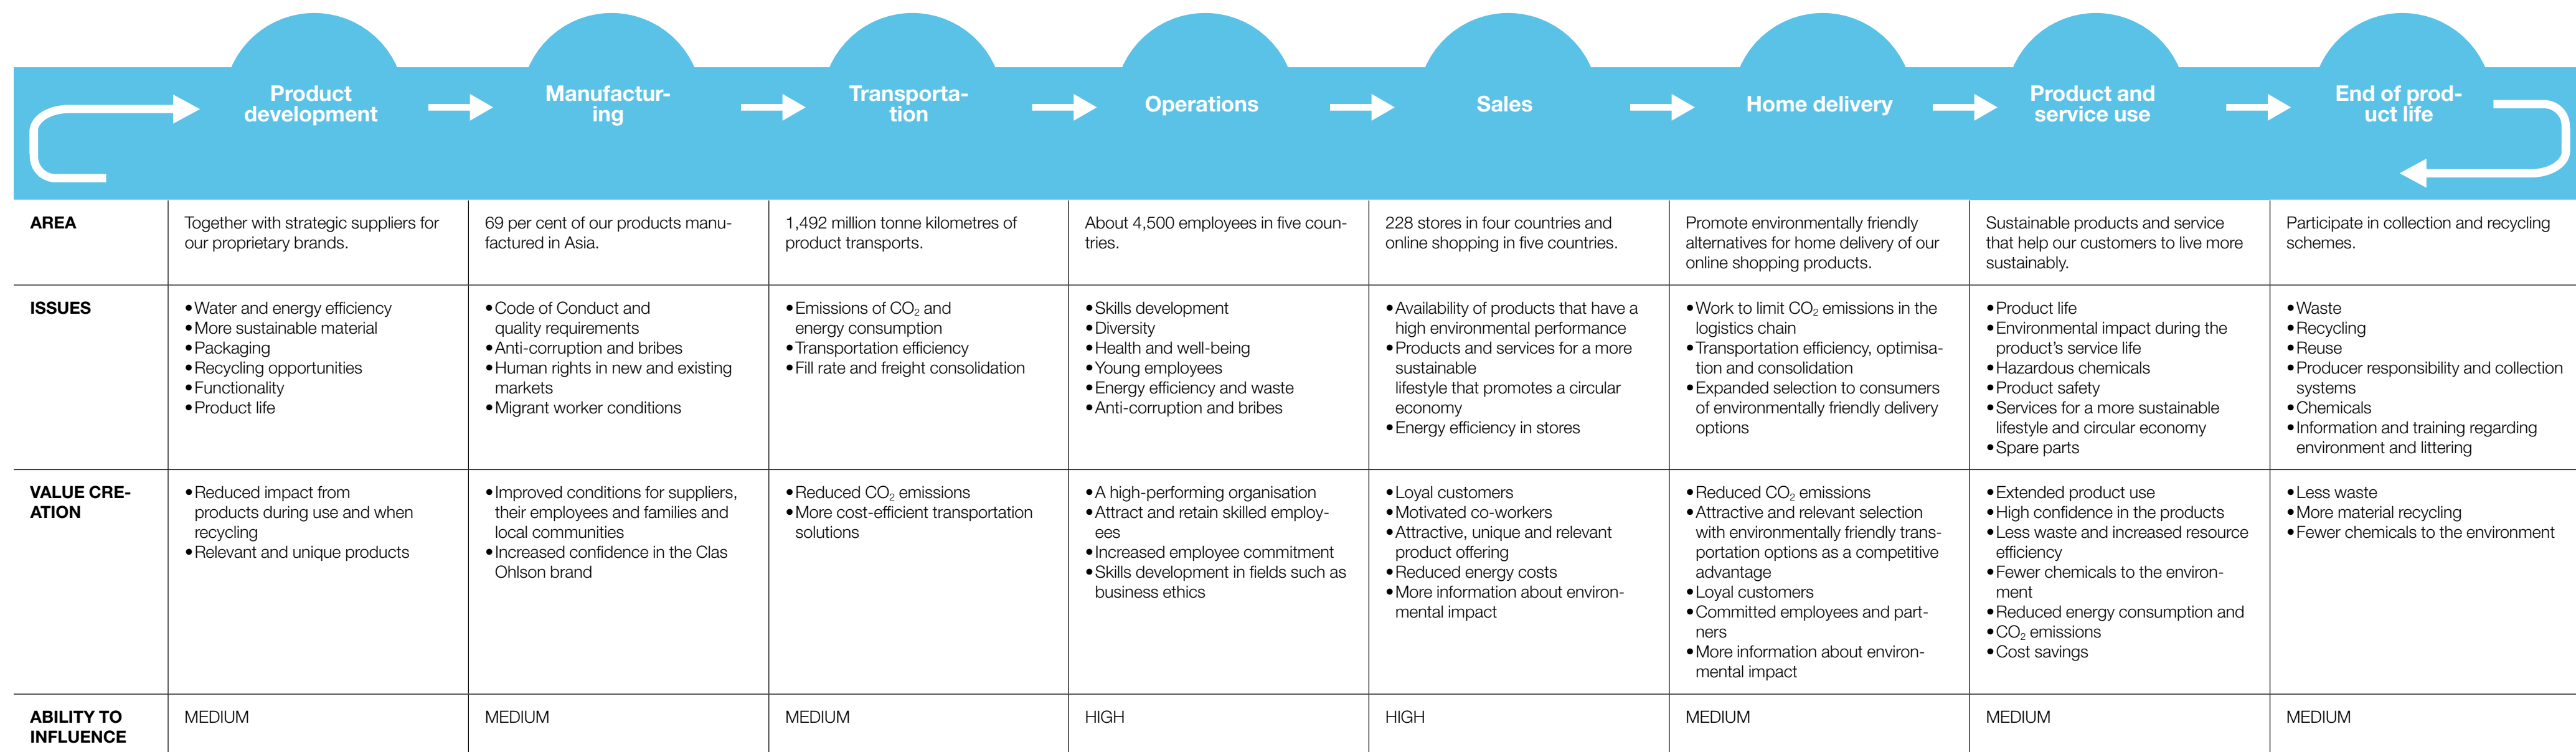 Product
development
Manufactur-
ing
Transporta-
tion
Operations
Sales
Home delivery
Product and
service use
End of prod-
uct life
AREA
Together with strategic suppliers for
our proprietary brands.
69 per cent of our products manu-
factured in Asia.
1,492 million tonne kilometres of
product transports.
About 4,500 employees in five coun-
tries.
228 stores in four countries and
online shopping in five countries.
Promote environmentally friendly
alternatives for home delivery of our
online shopping products.
Sustainable products and service
that help our customers to live more
sustainably.
Participate in collection and recycling
schemes.
ISSUES
•Water and energy efficiency
•More sustainable material
•Packaging
•Recycling opportunities
•Functionality
•Product life
•Code of Conduct and
quality requirements
•Anti-corruption and bribes
•Human rights in new and existing
markets
•Migrant worker conditions
•Emissions of CO₂ and
energy consumption
•Transportation efficiency
•Fill rate and freight consolidation
•Skills development
•Diversity
•Health and well-being
•Young employees
•Energy efficiency and waste
•Anti-corruption and bribes
•Availability of products that have a
high environmental performance
•Products and services for a more
sustainable
lifestyle that promotes a circular
economy
•Energy efficiency in stores
•Work to limit CO₂ emissions in the
logistics chain
•Transportation efficiency, optimisa-
tion and consolidation
•Expanded selection to consumers
of environmentally friendly delivery
options
•Product life
•Environmental impact during the
product's service life
•Hazardous chemicals
•Product safety
•Services for a more sustainable
lifestyle and circular economy
•Spare parts
•Waste
•Recycling
•Reuse
•Producer responsibility and collection
systems
•Chemicals
•Information and training regarding
environment and littering
VALUE CRE-
ATION
•Reduced impact from
products during use and when
recycling
•Relevant and unique products
•Improved conditions for suppliers,
their employees and families and
local communities
•Increased confidence in the Clas
Ohlson brand
•Reduced CO₂ emissions
•More cost-efficient transportation
solutions
•A high-performing organisation
•Attract and retain skilled employ-
ees
•Increased employee commitment
•Skills development in fields such as
business ethics
•Loyal customers
•Motivated co-workers
•Attractive, unique and relevant
product offering
•Reduced energy costs
•More information about environ-
mental impact
•Reduced CO₂ emissions
•Attractive and relevant selection
with environmentally friendly trans-
portation options as a competitive
advantage
•Loyal customers
•Committed employees and part-
ners
•More information about environ-
mental impact
•Extended product use
•High confidence in the products
•Less waste and increased resource
efficiency
•Fewer chemicals to the environ-
ment
•Reduced energy consumption and
•CO₂ emissions
•Cost savings
•Less waste
•More material recycling
•Fewer chemicals to the environment
ABILITY TO
INFLUENCE
MEDIUM
MEDIUM
MEDIUM
HIGH
HIGH
MEDIUM
MEDIUM
MEDIUM